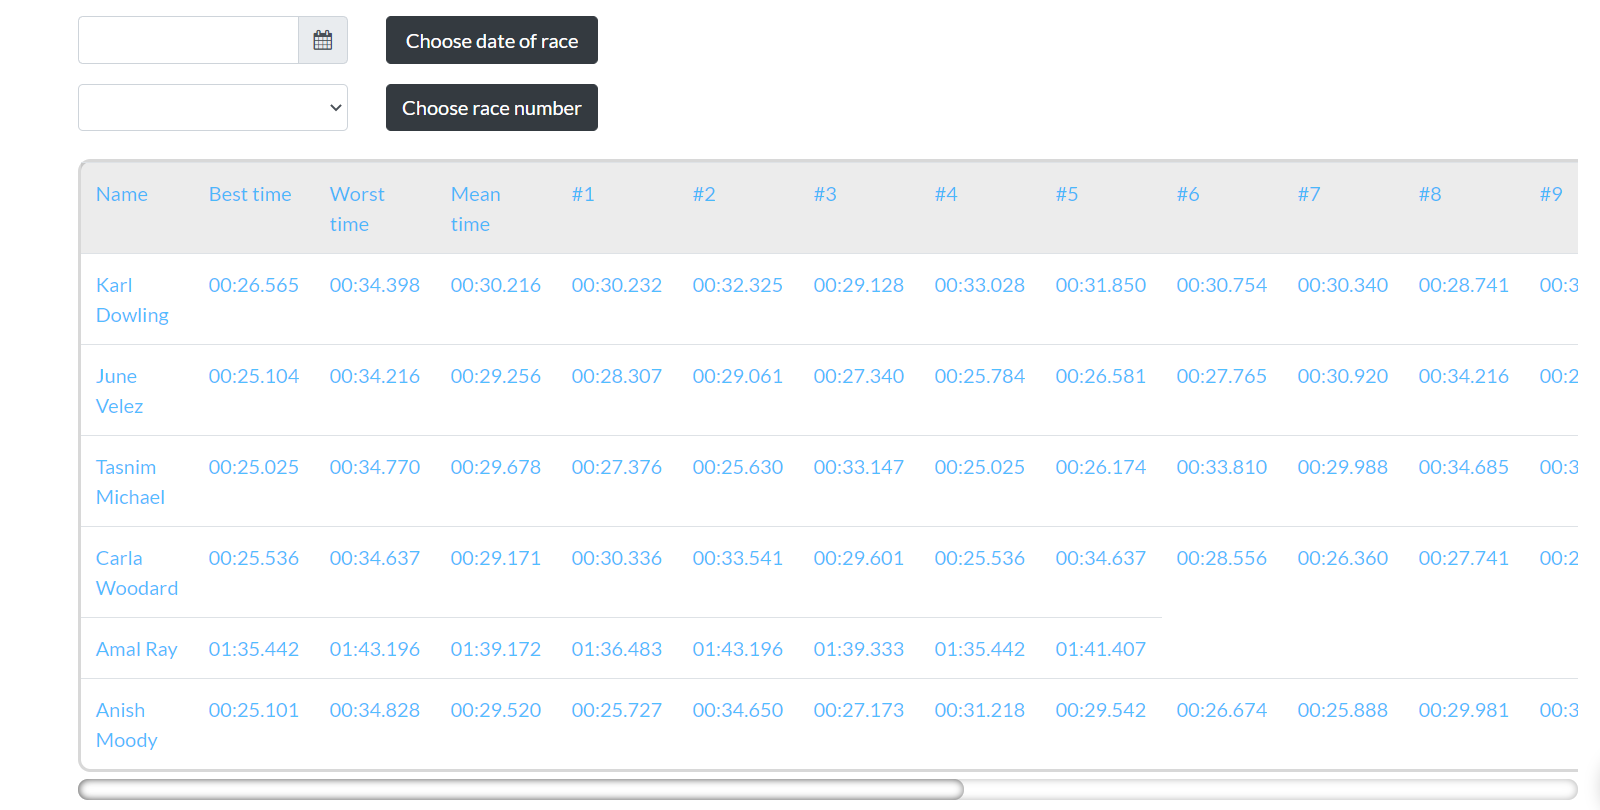 Choose date of race
Choose race number
Name Best time Worst time Mean time #1 #2 #3 #4 #5 #6 #7 #8 #9
Karl Dowling 00:26.565 00:34.398 00:30.216 00:30.232 00:32.325 00:29.128 00:33.028 00:31.850 00:30.754 00:30.340 00:28.741 00:3
June Velez 00:25.104 00:34.216 00:29.256 00:28.307 00:29.061 00:27.340 00:25.784 00:26.581 00:27.765 00:30.920 00:34.216 00:2
Tasnim Michael 00:25.025 00:34.770 00:29.678 00:27.376 00:25.630 00:33.147 00:25.025 00:26.174 00:33.810 00:29.988 00:34.685 00:3
Carla Woodard 00:25.536 00:34.637 00:29.171 00:30.336 00:33.541 00:29.601 00:25.536 00:34.637 00:28.556 00:26.360 00:27.741 00:2
Amal Ray 01:35.442 01:43.196 01:39.172 01:36.483 01:43.196 01:39.333 01:35.442 01:41.407
Anish Moody 00:25.101 00:34.828 00:29.520 00:25.727 00:34.650 00:27.173 00:31.218 00:29.542 00:26.674 00:25.888 00:29.981 00:3